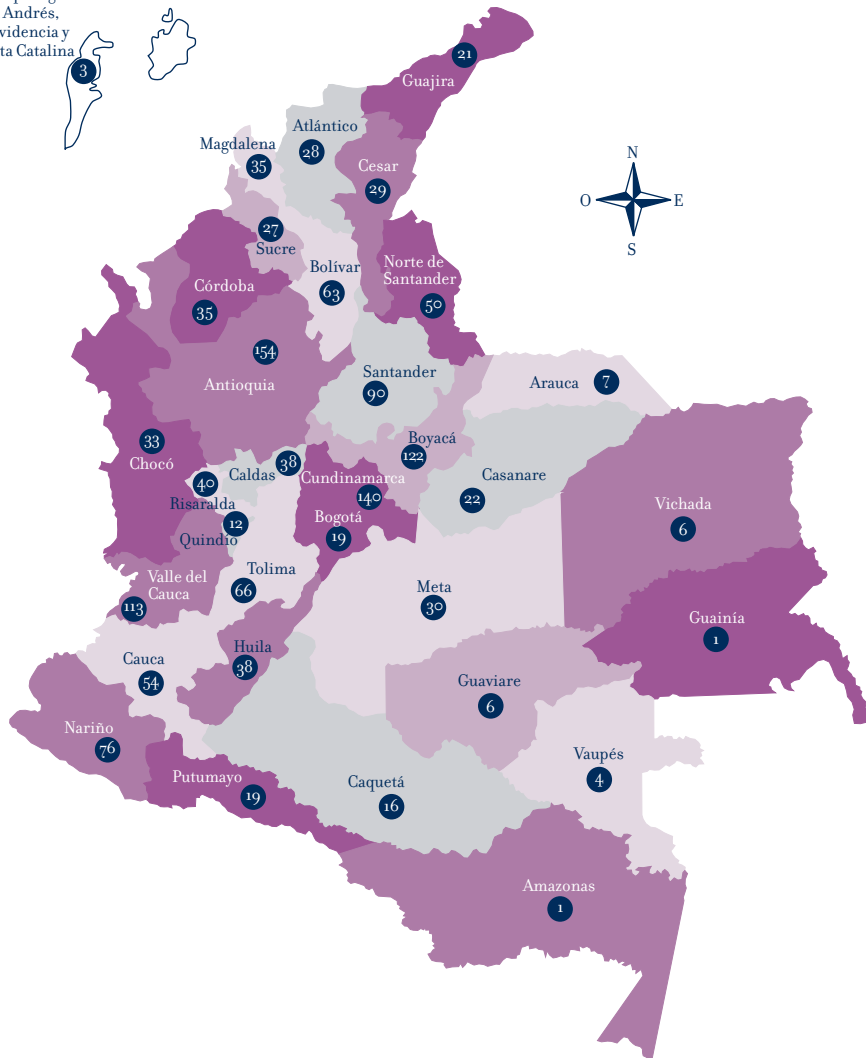 Andrés,
videncia y
ta Catalina
3
21
Guajira
Atlántico
28
Magdalena
35
Cesar
29
N
O
E
S
27
Sucre
Bolívar
63
Norte de
Santander
50
Córdoba
35
154
Antioquia
Santander
90
Arauca
7
33
Chocó
Boyacá
122
Caldas
38
Cundinamarca
140
Casanare
22
40
Risaralda
12
Quindío
Bogotá
19
Vichada
6
Tolima
66
Valle del
Cauca
113
Meta
30
Guainía
1
Cauca
54
Huila
38
Guaviare
6
Nariño
76
Putumayo
19
Caquetá
16
Vaupés
4
Amazonas
1